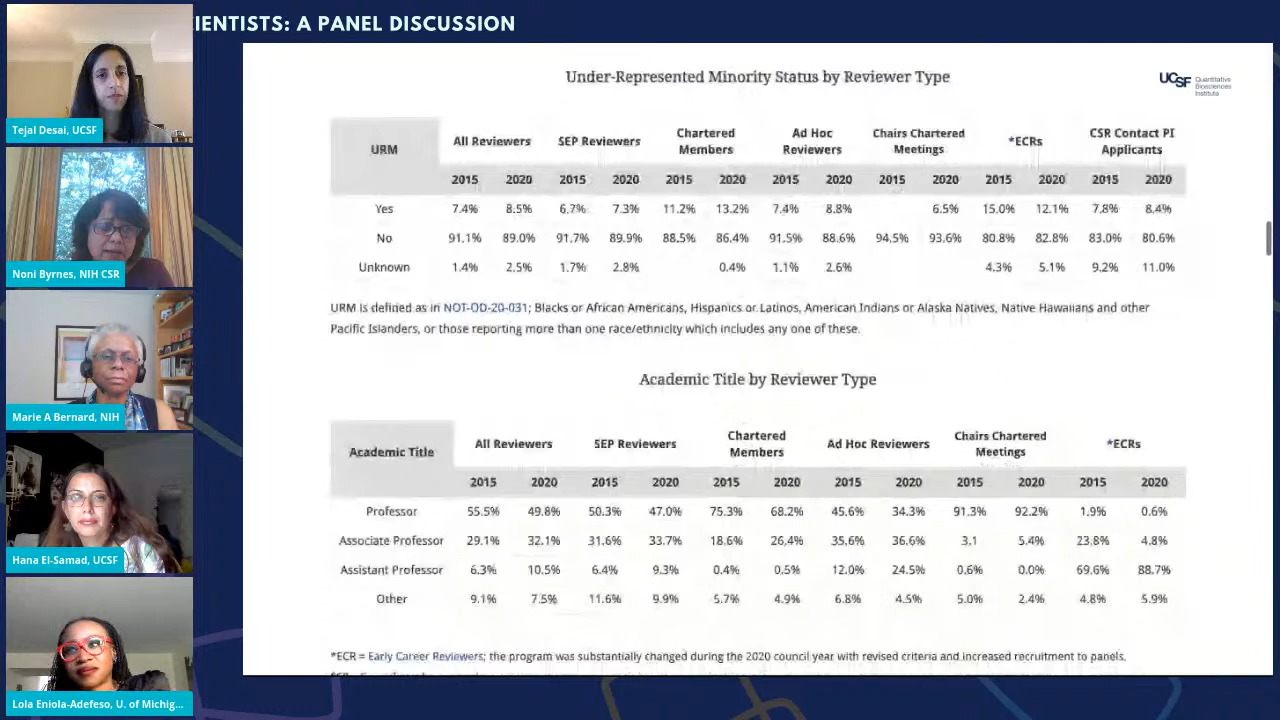 IENTISTS: A PANEL DISCUSSION
Tejal Desai, UCSF
Noni Byrnes, NIH CSR
Marie A Bernard, NIH
Hana El-Samad, UCSF
Lola Eniola-Adefeso, U. of Michig...
UCSF Quantitative
Biosciences
Institute
Under-Represented Minority Status by Reviewer Type
URM All Reviewers SEP Reviewers Chartered Members Ad Hoc Reviewers Chairs Chartered Meetings *ECRs CSR Contact PI Applicants
2015 2020 2015 2020 2015 2020 2015 2020 2015 2020 2015 2020 2015 2020
Yes 7.4% 8.5% 6.7% 7.3% 11.2% 13.2% 7.4% 8.8% 6.5% 15.0% 12.1% 7.8% 8.4%
No 91.1% 89.0% 91.7% 89.9% 88.5% 86.4% 91.5% 88.6% 94.5% 93.6% 80.8% 82.8% 83.0% 80.6%
Unknown 1.4% 2.5% 1.7% 2.8% 0.4% 1.1% 2.6% 4.3% 5.1% 9.2% 11.0%
URM is defined as in NOT-OD-20-031; Blacks or African Americans, Hispanics or Latinos, American Indians or Alaska Natives, Native Hawaiians and other
Pacific Islanders, or those reporting more than one race/ethnicity which includes any one of these.
Academic Title by Reviewer Type
Academic Title All Reviewers SEP Reviewers Chartered Members Ad Hoc Reviewers Chairs Chartered Meetings *ECRs
2015 2020 2015 2020 2015 2020 2015 2020 2015 2020 2015 2020
Professor 55.5% 49.8% 50.3% 47.0% 75.3% 68.2% 45.6% 34.3% 91.3% 92.2% 1.9% 0.6%
Associate Professor 29.1% 32.1% 31.6% 33.7% 18.6% 26.4% 35.6% 36.6% 3.1 5.4% 23.8% 4.8%
Assistant Professor 6.3% 10.5% 6.4% 9.3% 0.4% 0.5% 12.0% 24.5% 0.6% 0.0% 69.6% 88.7%
Other 9.1% 7.5% 11.6% 9.9% 5.7% 4.9% 6.8% 4.5% 5.0% 2.4% 4.8% 5.9%
*ECR = Early Career Reviewers; the program was substantially changed during the 2020 council year with revised criteria and increased recruitment to panels.